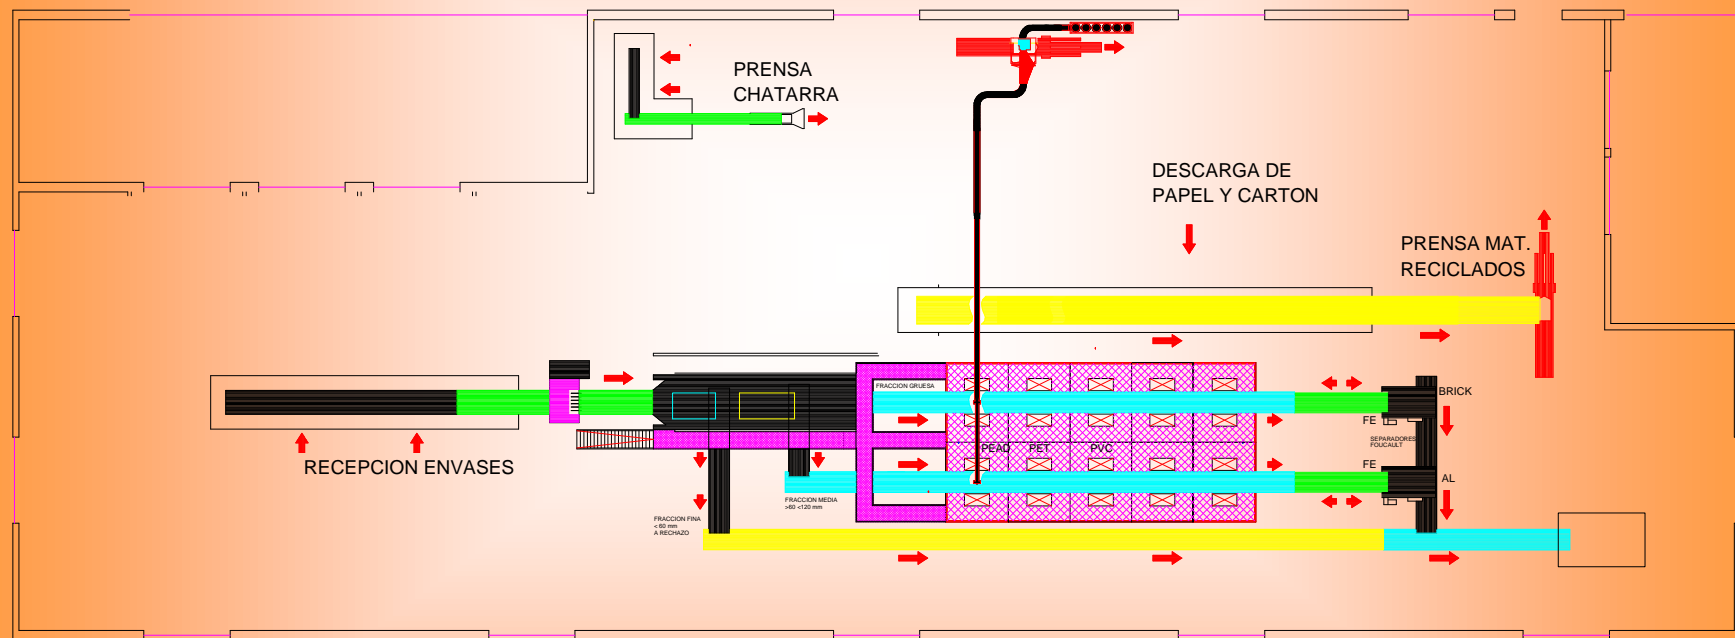 PRENSA
CHATARRA
DESCARGA DE
PAPEL Y CARTON
PRENSA MAT.
RECICLADOS
FRACCION GRUESA
BRICK
FE
SEPARADORES
FOUCAULT
PEAD
PET
PVC
FE
AL
RECEPCION ENVASES
FRACCION MEDIA
>60 <120 mm
FRACCION FINA
< 60 mm
A RECHAZO